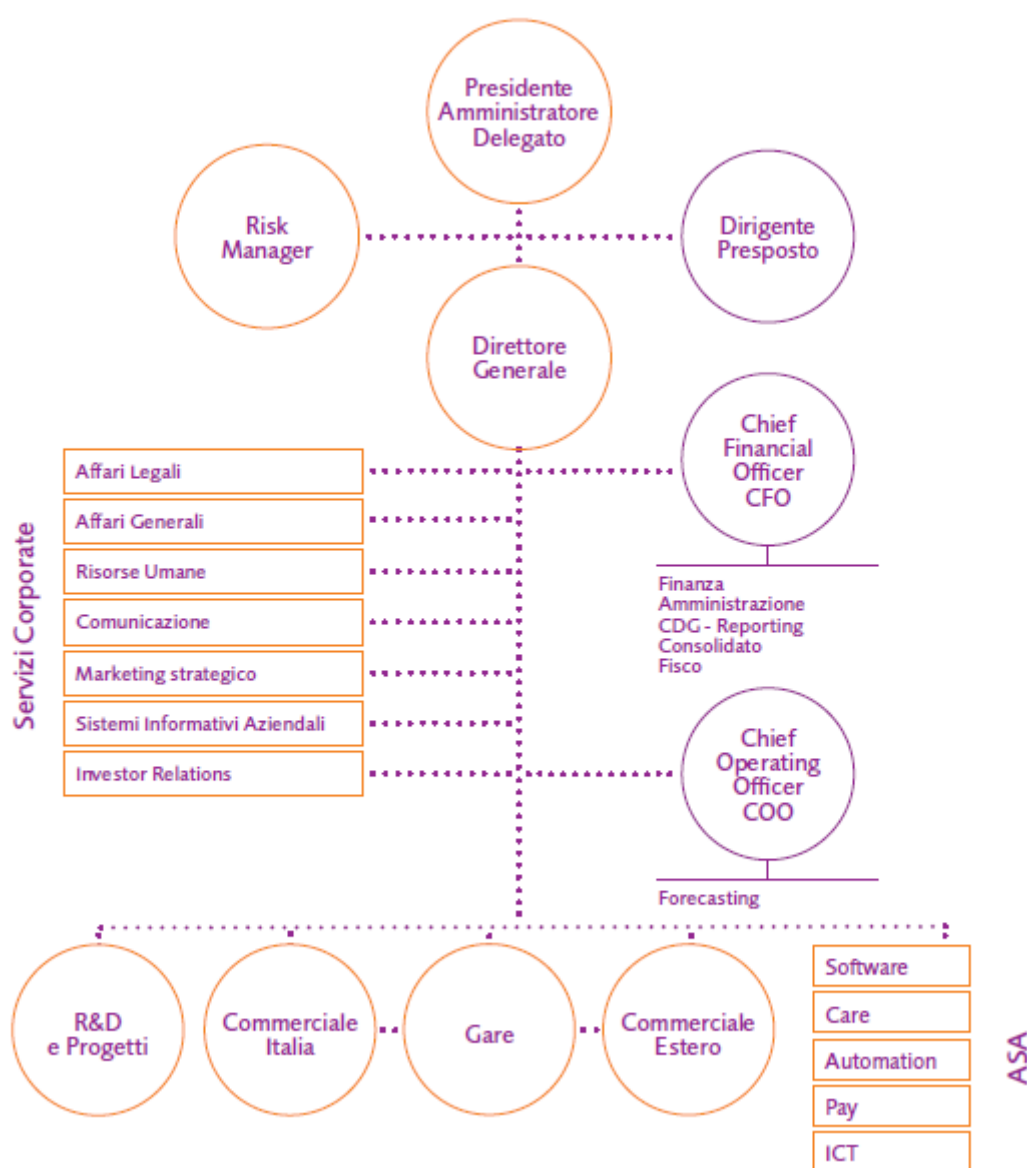 Presidente
Amministratore
Delegato
Risk
Manager
Dirigente
Presposto
Direttore
Generale
Chief
Financial
Officer
CFO
Servizi Corporate
Affari Legali
Affari Generali
Risorse Umane
Comunicazione
Marketing strategico
Sistemi Informativi Aziendali
Investor Relations
Finanza
Amministrazione
CDG - Reporting
Consolidato
Fisco
Chief
Operating
Officer
COO
Forecasting
R&D
e Progetti
Commerciale
Italia
Gare
Commerciale
Estero
Software
Care
Automation
Pay
ICT
ASA